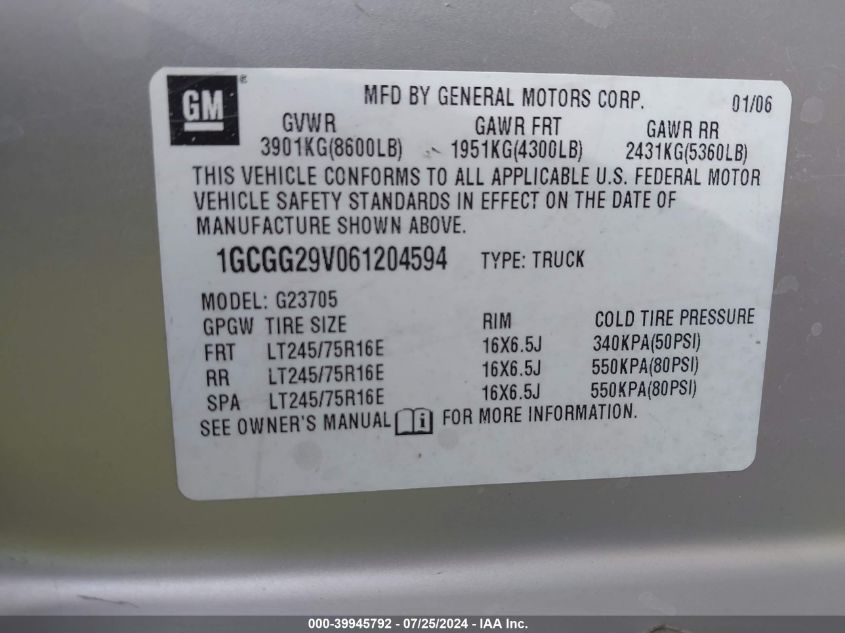 GM ®
MFD BY GENERAL MOTORS CORP. 01/06
GVWR GAWR FRT GAWR RR
3901KG(8600LB) 1951KG(4300LB) 2431KG(5360LB)
THIS VEHICLE CONFORMS TO ALL APPLICABLE U.S. FEDERAL MOTOR
VEHICLE SAFETY STANDARDS IN EFFECT ON THE DATE OF
MANUFACTURE SHOWN ABOVE.
1GCGG29V061204594 TYPE: TRUCK
MODEL: G23705
GPGW TIRE SIZE RIM COLD TIRE PRESSURE
FRT LT245/75R16E 16X6.5J 340KPA(50PSI)
RR LT245/75R16E 16X6.5J 550KPA(80PSI)
SPA LT245/75R16E 16X6.5J 550KPA(80PSI)
SEE OWNER'S MANUAL i FOR MORE INFORMATION.
000-39945792 - 07/25/2024 - IAA Inc.